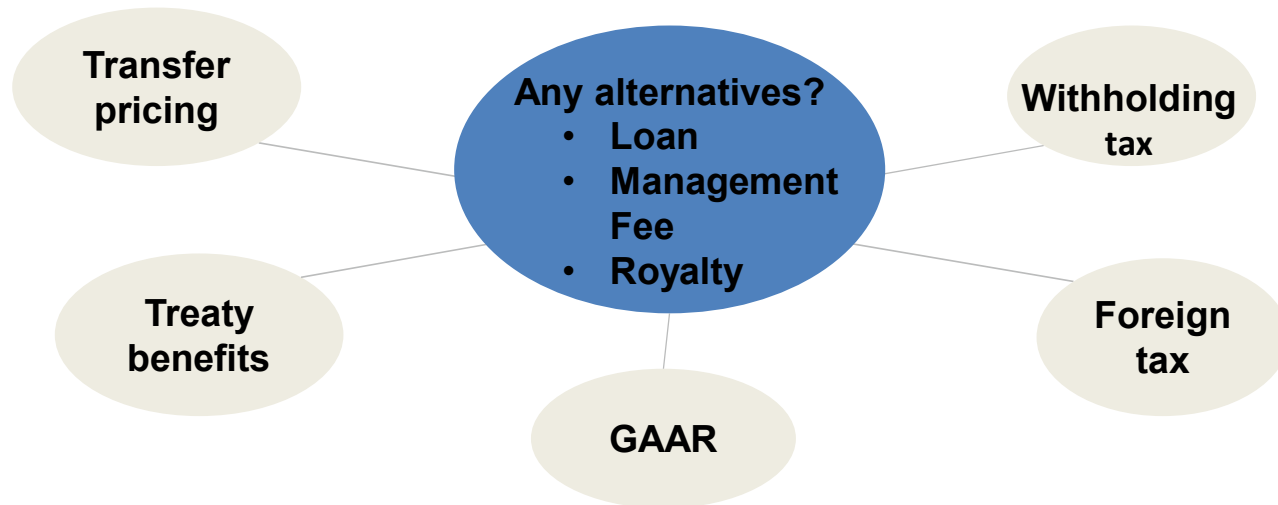 Transfer
pricing
Any alternatives?
• Loan
• Management
Fee
• Royalty
Withholding
tax
Treaty
benefits
Foreign
tax
GAAR